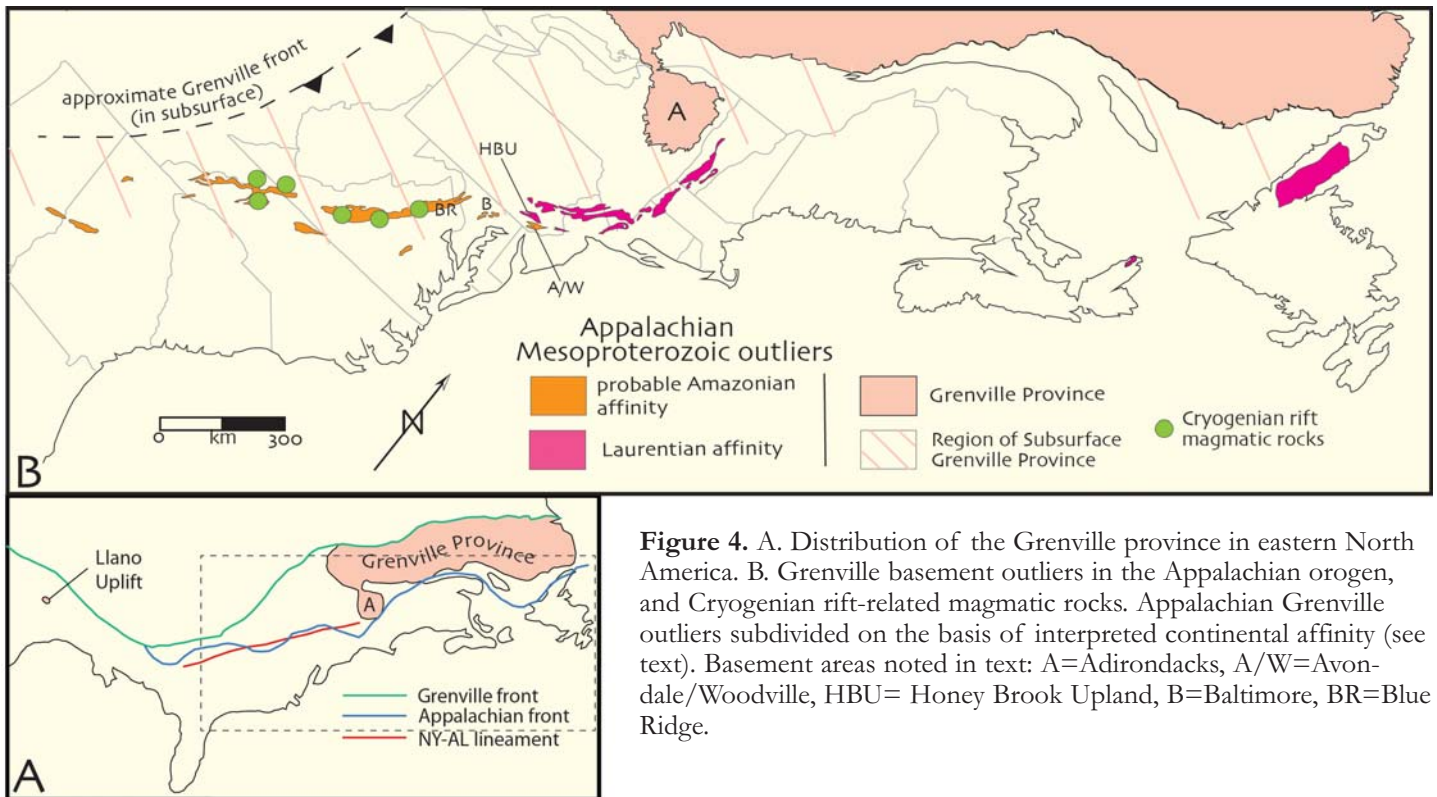 approximate Grenville front
(in subsurface)
A
HBU
BR
B
A/W
Appalachian
Mesoproterozoic outliers
probable Amazonian
affinity
Laurentian affinity
Grenville Province
Region of Subsurface
Grenville Province
Cryogenian rift
magmatic rocks
N
0 km 300
B
Llano
Uplift
Grenville Province
A
Grenville front
Appalachian front
NY-AL lineament
A
Figure 4. A. Distribution of the Grenville province in eastern North
America. B. Grenville basement outliers in the Appalachian orogen,
and Cryogenian rift-related magmatic rocks. Appalachian Grenville
outliers subdivided on the basis of interpreted continental affinity (see
text). Basement areas noted in text: A=Adirondacks, A/W=Avon-
dale/Woodville, HBU= Honey Brook Upland, B=Baltimore, BR=Blue
Ridge.